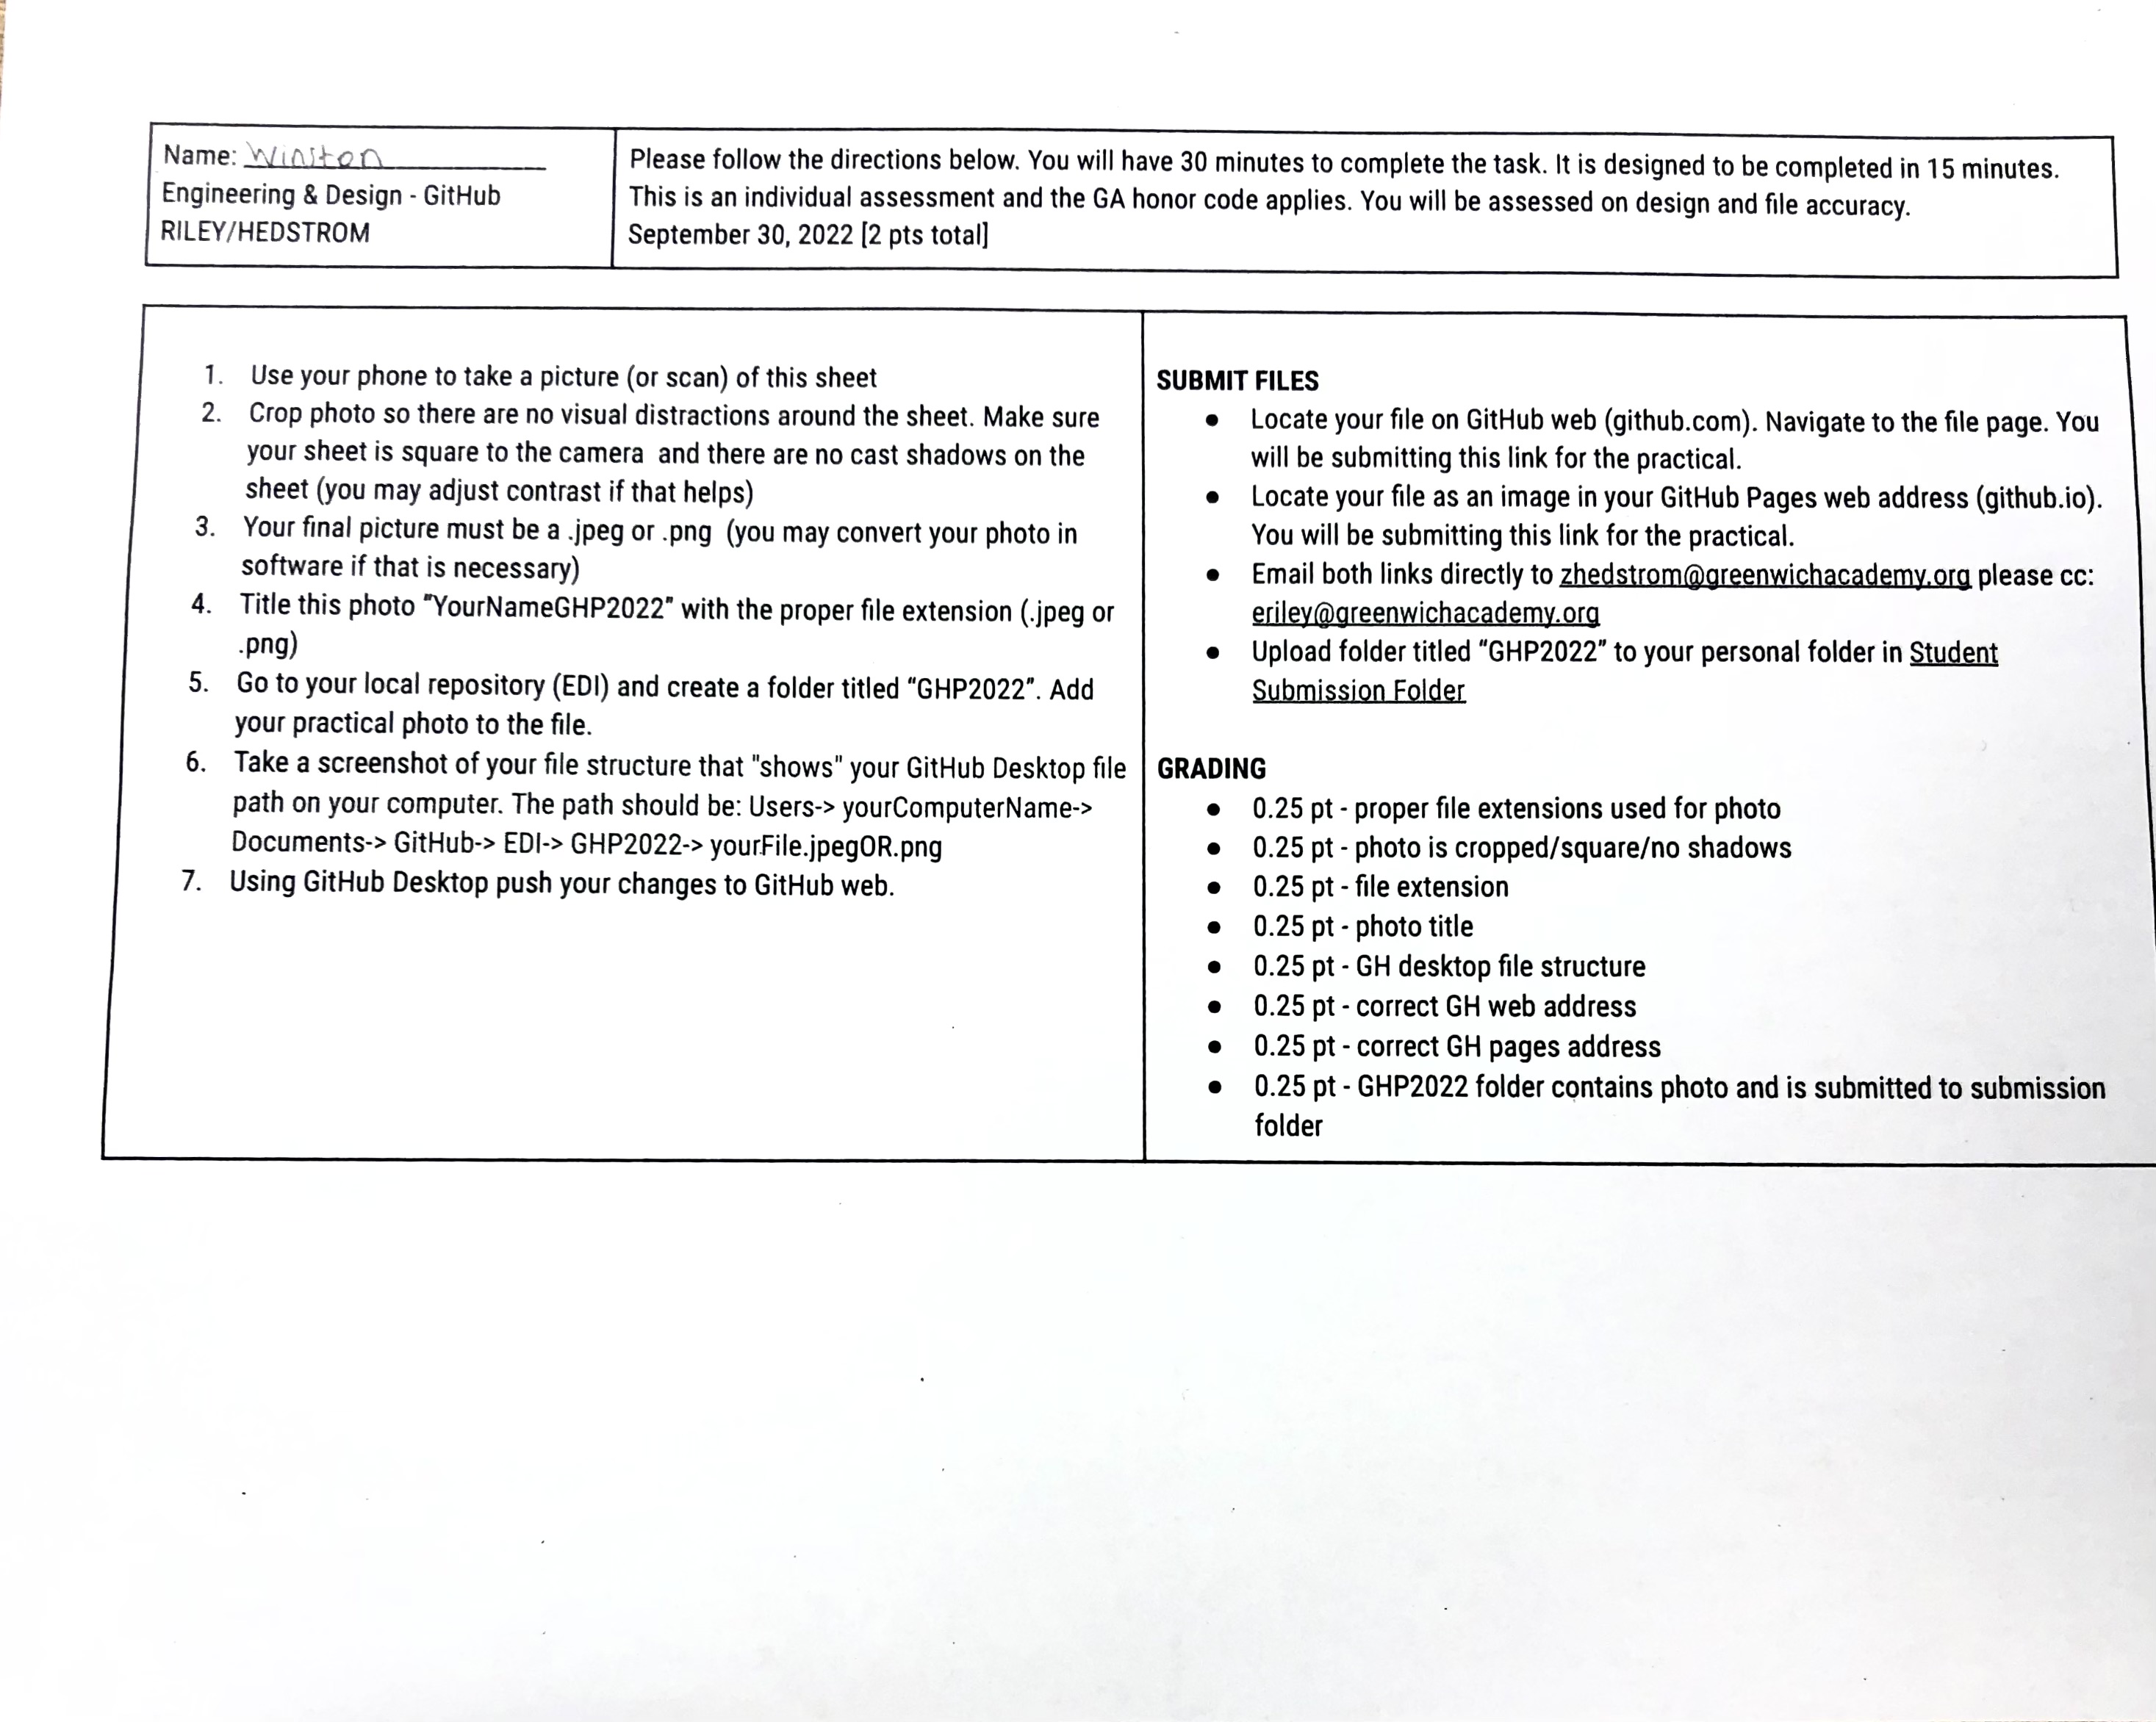 Name: Winston
Engineering & Design - GitHub
RILEY/HEDSTROM
Please follow the directions below. You will have 30 minutes to complete the task. It is designed to be completed in 15 minutes.
This is an individual assessment and the GA honor code applies. You will be assessed on design and file accuracy.
September 30, 2022 [2 pts total]
1. Use your phone to take a picture (or scan) of this sheet
2. Crop photo so there are no visual distractions around the sheet. Make sure
your sheet is square to the camera and there are no cast shadows on the
sheet (you may adjust contrast if that helps)
3. Your final picture must be a .jpeg or .png (you may convert your photo in
software if that is necessary)
4. Title this photo "YourNameGHP2022" with the proper file extension (.jpeg or
.png)
5. Go to your local repository (EDI) and create a folder titled “GHP2022”. Add
your practical photo to the file.
6. Take a screenshot of your file structure that "shows" your GitHub Desktop file
path on your computer. The path should be: Users-> yourComputerName->
Documents-> GitHub-> EDI-> GHP2022-> yourFile.jpegOR.png
7. Using GitHub Desktop push your changes to GitHub web.
SUBMIT FILES
● Locate your file on GitHub web (github.com). Navigate to the file page. You
will be submitting this link for the practical.
● Locate your file as an image in your GitHub Pages web address (github.io).
You will be submitting this link for the practical.
● Email both links directly to zhedstrom@greenwichacademy.org please cc:
eriley@greenwichacademy.org
● Upload folder titled “GHP2022” to your personal folder in Student
Submission Folder
GRADING
● 0.25 pt - proper file extensions used for photo
● 0.25 pt - photo is cropped/square/no shadows
● 0.25 pt - file extension
● 0.25 pt - photo title
● 0.25 pt - GH desktop file structure
● 0.25 pt - correct GH web address
● 0.25 pt - correct GH pages address
● 0.25 pt - GHP2022 folder contains photo and is submitted to submission
folder